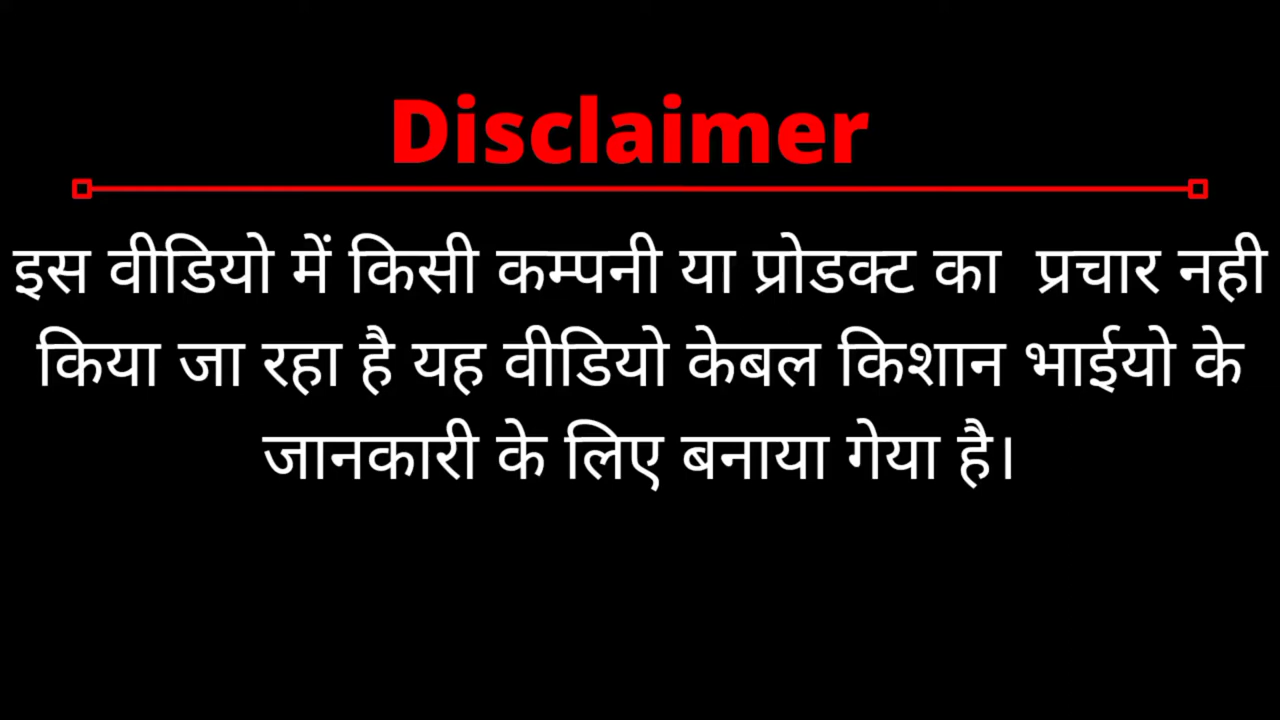 Disclaimer
इस वीडियो में किसी कम्पनी या प्रोडक्ट का प्रचार नही
किया जा रहा है यह वीडियो केबल किशान भाईयो के
जानकारी के लिए बनाया गेया है।